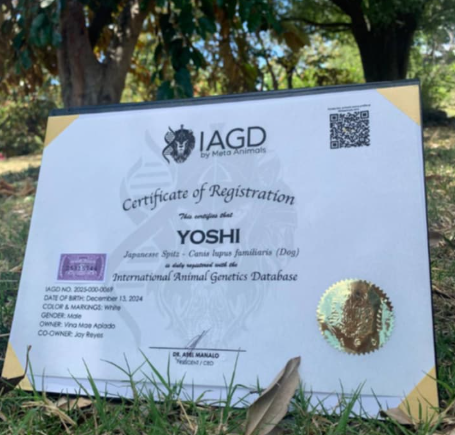 IAGD
by Meta Animals
Certificate of Registration
This certifies that
YOSHI
Japanese Spitz - Canis lupus familiaris (Dog)
is duly registered with the
International Animal Genetics Database
IAGD NO. 2025-000-0069
DATE OF BIRTH: December 13, 2024
COLOR & MARKINGS: White
GENDER: Male
OWNER: Vina Mae Aplado
CO-OWNER: Jay Reyes
DR. ARIEL MANALO
PRESIDENT / CEO